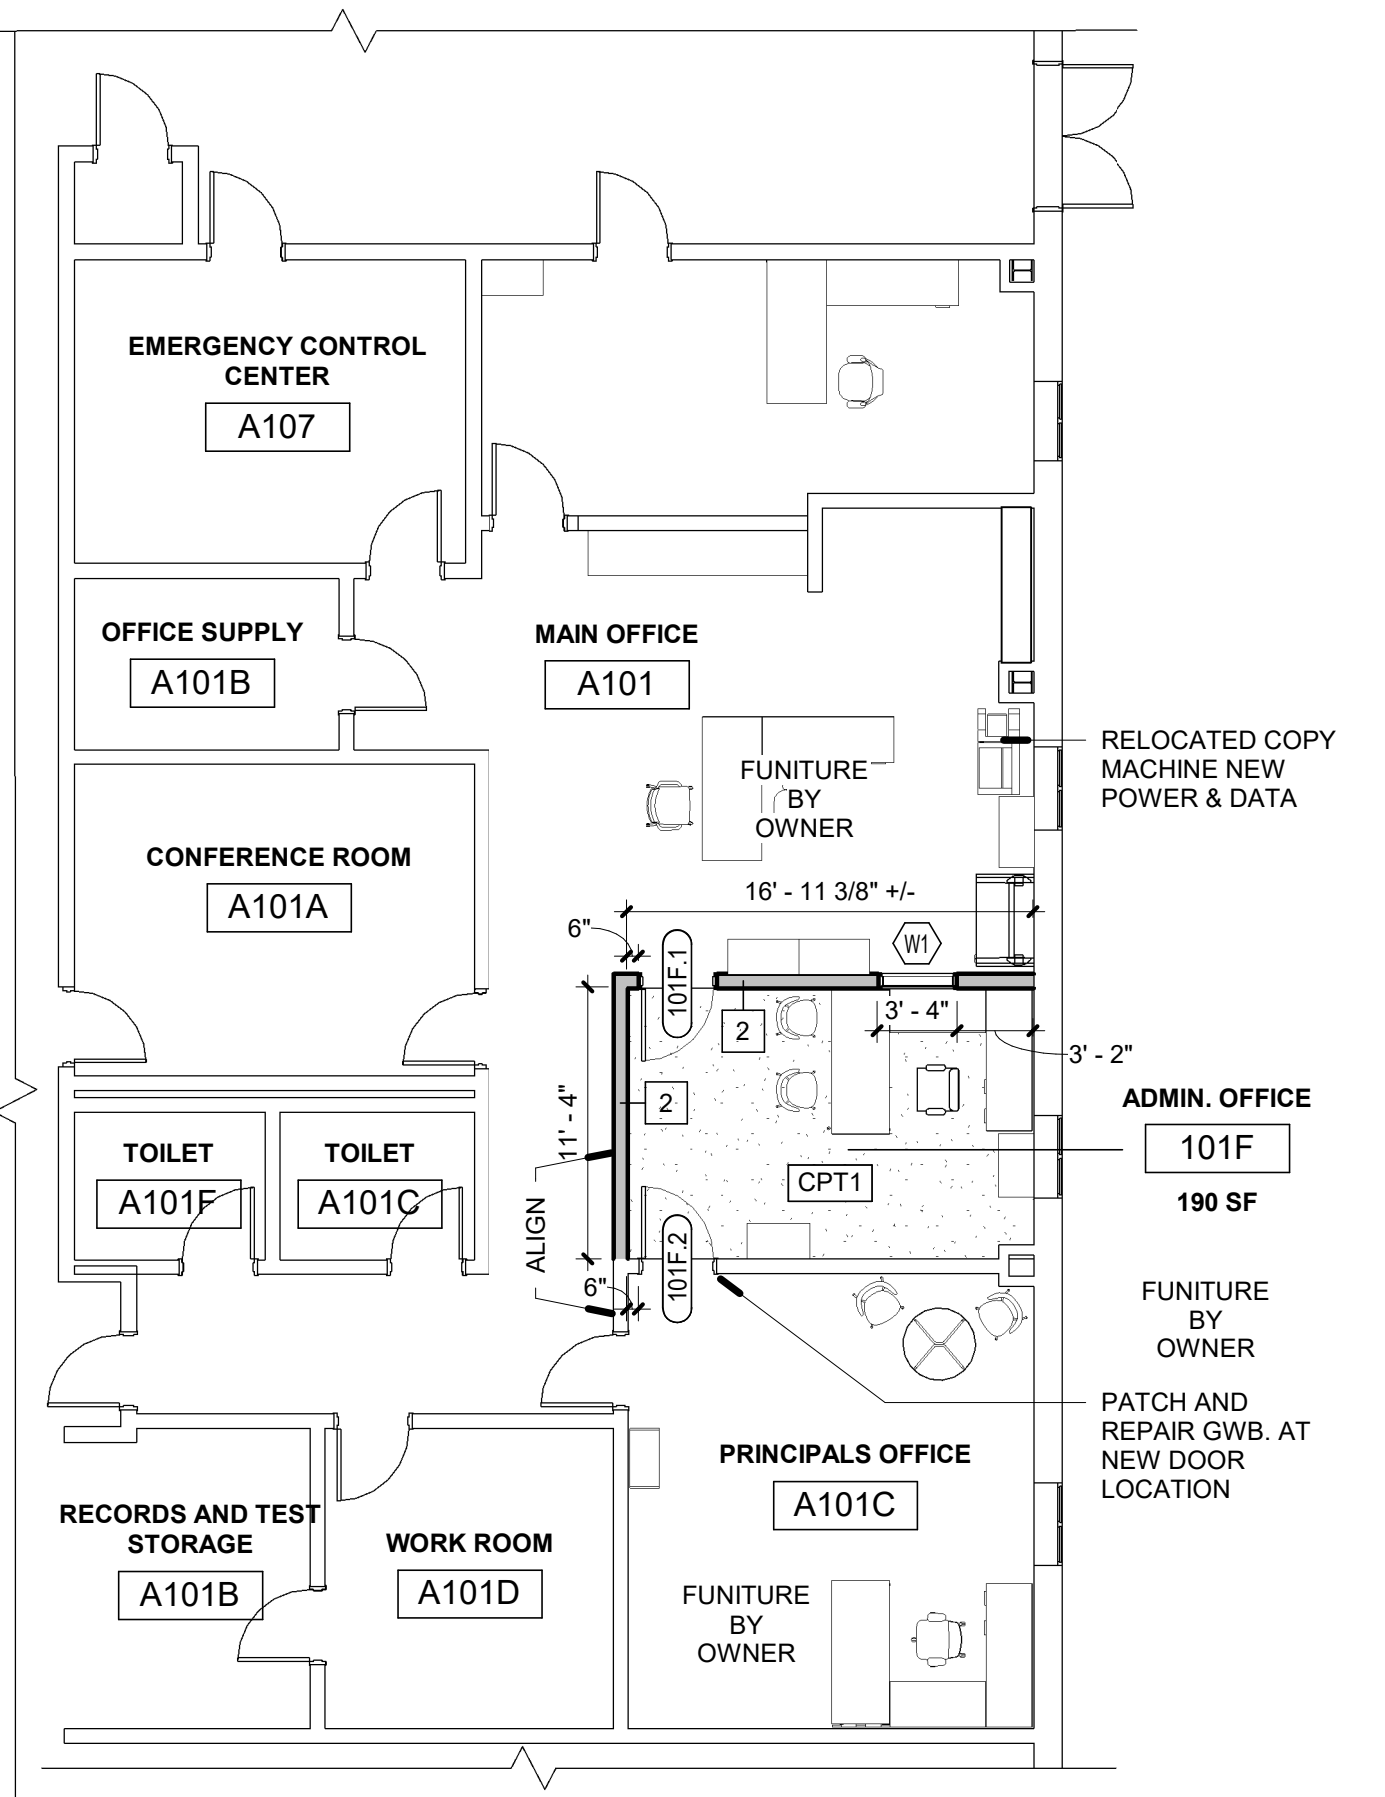 EMERGENCY CONTROL
CENTER
A107
OFFICE SUPPLY
A101B
MAIN OFFICE
A101
FUNITURE
BY
OWNER
RELOCATED COPY
MACHINE NEW
POWER & DATA
CONFERENCE ROOM
A101A
16' - 11 3/8" +/-
6"
W1
101F.1
2
3' - 4"
3' - 2"
2
11' - 4"
ADMIN. OFFICE
101F
190 SF
CPT1
TOILET
A101F
TOILET
A101C
ALIGN
6"
101F.2
FUNITURE
BY
OWNER
PATCH AND
REPAIR GWB. AT
NEW DOOR
LOCATION
PRINCIPALS OFFICE
A101C
RECORDS AND TEST
STORAGE
A101B
WORK ROOM
A101D
FUNITURE
BY
OWNER